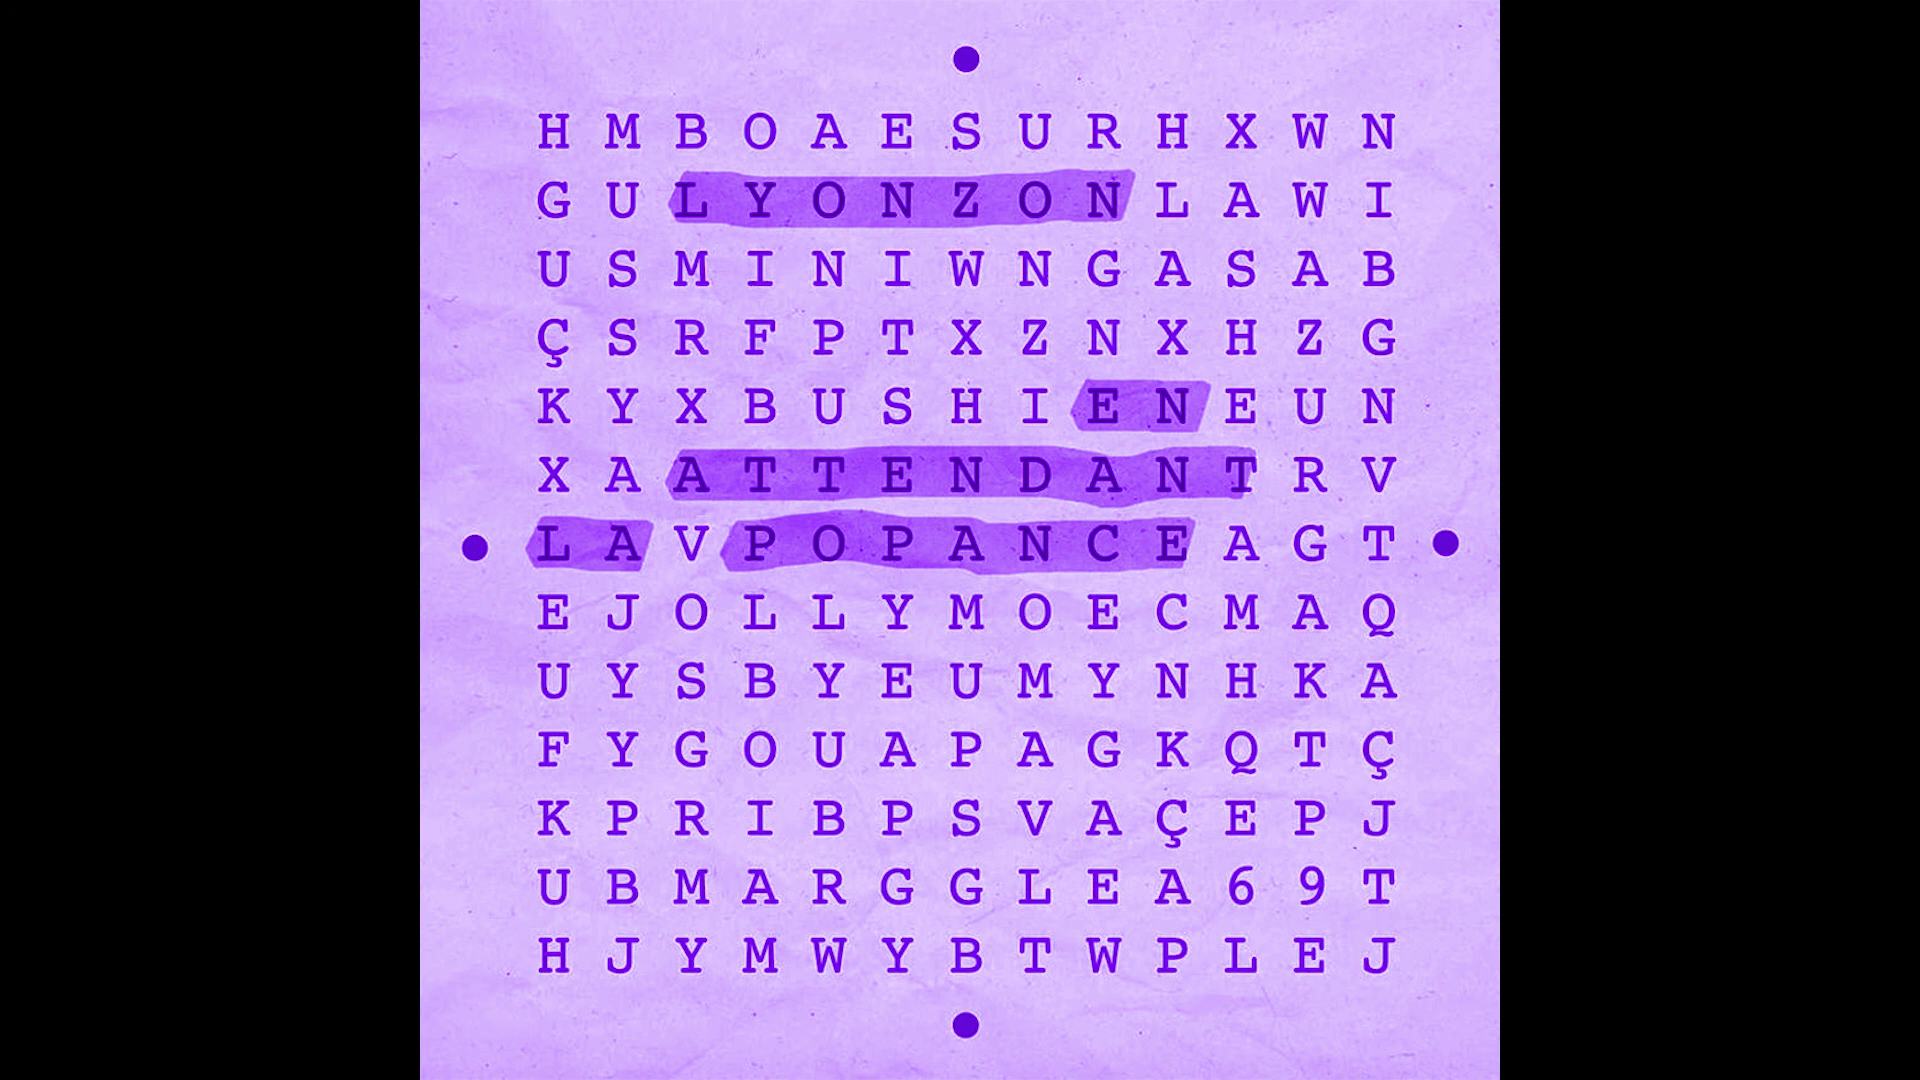 H M B O A E S U R H X W N
G U L Y O N Z O N L A W I
U S M I N I W N G A S A B
Ç S R F P T X Z N X H Z G
K Y X B U S H I E N E U N
X A A T T E N D A N T R V
L A V P O P A N C E A G T
E J O L L Y M O E C M A Q
U Y S B Y E U M Y N H K A
F Y G O U A P A G K Q T Ç
K P R I B P S V A Ç E P J
U B M A R G G L E A 6 9 T
H J Y M W Y B T W P L E J